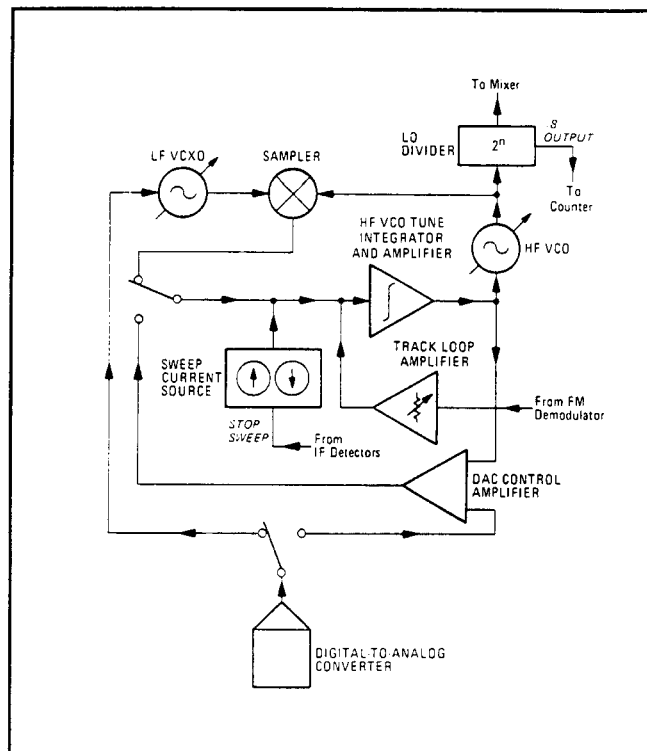 To Mixer
LO
DIVIDER
2ⁿ
S
OUTPUT
To
Counter
LF VCXO
SAMPLER
HF VCO TUNE
INTEGRATOR
AND AMPLIFIER
HF VCO
SWEEP
CURRENT
SOURCE
TRACK LOOP
AMPLIFIER
STOP
SWEEP
From
IF Detectors
From FM
Demodulator
DAC CONTROL
AMPLIFIER
DIGITAL-TO-ANALOG
CONVERTER